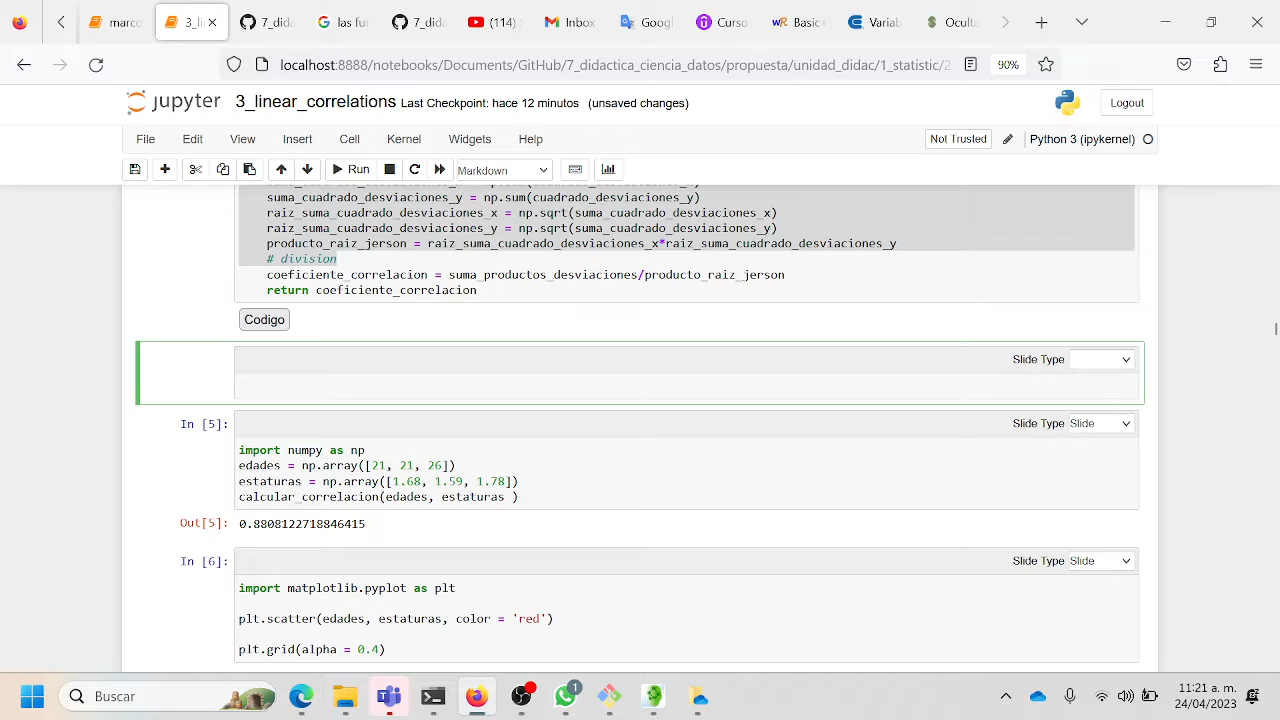 marco
3_li
7_dida
las fu
7_dida
(114)
Inbox
Googl
Curso
Basic
Variab
Oculta
localhost:8888/notebooks/Documents/GitHub/7_didactica_ciencia_datos/propuesta/unidad_didac/1_statistic/2
90%
jupyter 3_linear_correlations Last Checkpoint: hace 12 minutos (unsaved changes)
Logout
File Edit View Insert Cell Kernel Widgets Help
Not Trusted
Python 3 (ipykernel)
Run
Markdown
suma_cuadrado_desviaciones_y = np.sum(cuadrado_desviaciones_y)
raiz_suma_cuadrado_desviaciones_x = np.sqrt(suma_cuadrado_desviaciones_x)
raiz_suma_cuadrado_desviaciones_y = np.sqrt(suma_cuadrado_desviaciones_y)
producto_raiz_jerson = raiz_suma_cuadrado_desviaciones_x*raiz_suma_cuadrado_desviaciones_y
# division
coeficiente_correlacion = suma_productos_desviaciones/producto_raiz_jerson
return coeficiente_correlacion
Codigo
Slide Type
In [5]:
Slide Type Slide
import numpy as np
edades = np.array([21, 21, 26])
estaturas = np.array([1.68, 1.59, 1.78])
calcular_correlacion(edades, estaturas )
Out[5]: 0.8808122718846415
In [6]:
Slide Type Slide
import matplotlib.pyplot as plt
plt.scatter(edades, estaturas, color = 'red')
plt.grid(alpha = 0.4)
Buscar
1
11:21 a. m.
24/04/2023